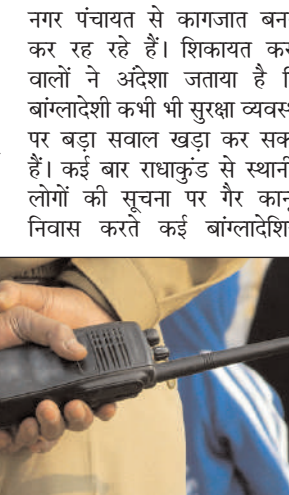 नगर पंचायत से कागजात बन
कर रह रहे हैं। शिकायत कर
वालों ने अंदेशा जताया है
बांग्लादेशी कभी भी सुरक्षा व्यवस्
पर बड़ा सवाल खड़ा कर सक
हैं। कई बार राधाकुंड से स्थानी
लोगों की सूचना पर गैर कानू
निवास करते कई बांग्लादेशि